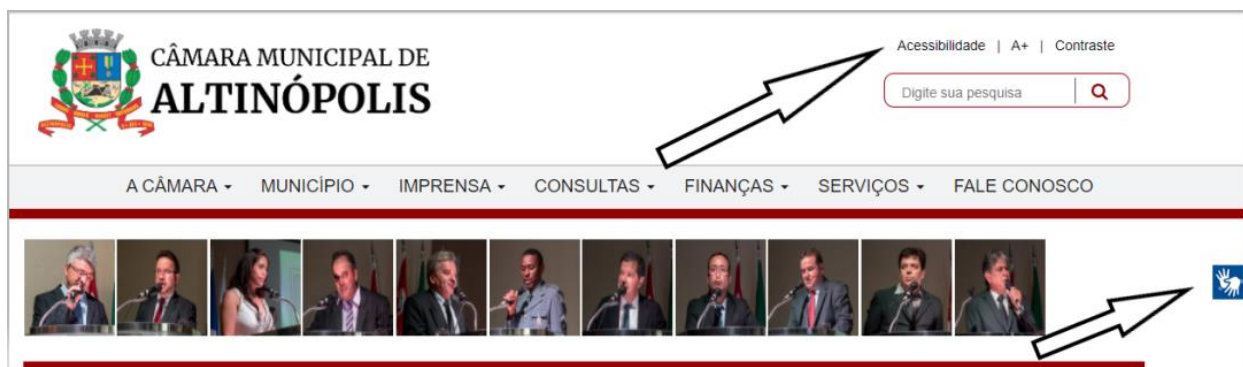 CÂMARA MUNICIPAL DE
ALTINÓPOLIS
Acessibilidade | A+ | Contraste
Digite sua pesquisa
A CÂMARA MUNICÍPIO IMPRENSA CONSULTAS FINANÇAS SERVIÇOS FALE CONOSCO